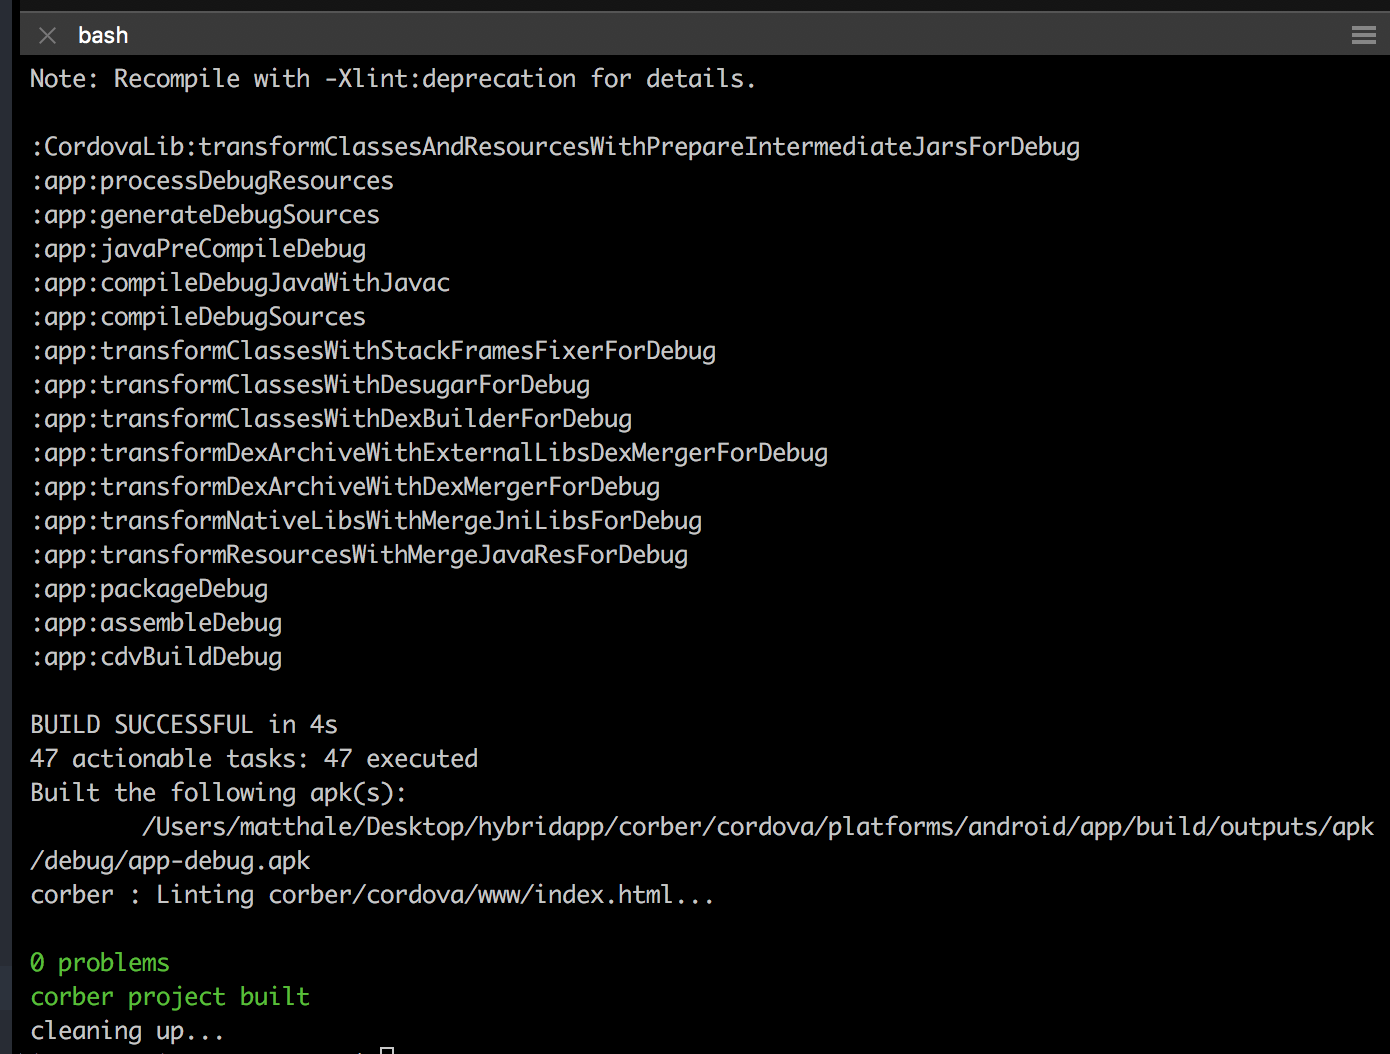 bash
Note: Recompile with -Xlint:deprecation for details.
:CordovaLib:transformClassesAndResourcesWithPrepareIntermediateJarsForDebug
:app:processDebugResources
:app:generateDebugSources
:app:javaPreCompileDebug
:app:compileDebugJavaWithJavac
:app:compileDebugSources
:app:transformClassesWithStackFramesFixerForDebug
:app:transformClassesWithDesugarForDebug
:app:transformClassesWithDexBuilderForDebug
:app:transformDexArchiveWithExternalLibsDexMergerForDebug
:app:transformDexArchiveWithDexMergerForDebug
:app:transformNativeLibsWithMergeJniLibsForDebug
:app:transformResourcesWithMergeJavaResForDebug
:app:packageDebug
:app:assembleDebug
:app:cdvBuildDebug
BUILD SUCCESSFUL in 4s
47 actionable tasks: 47 executed
Built the following apk(s):
/Users/matthale/Desktop/hybridapp/corber/cordova/platforms/android/app/build/outputs/apk
/debug/app-debug.apk
corber : Linting corber/cordova/www/index.html...
0 problems
corber project built
cleaning up...